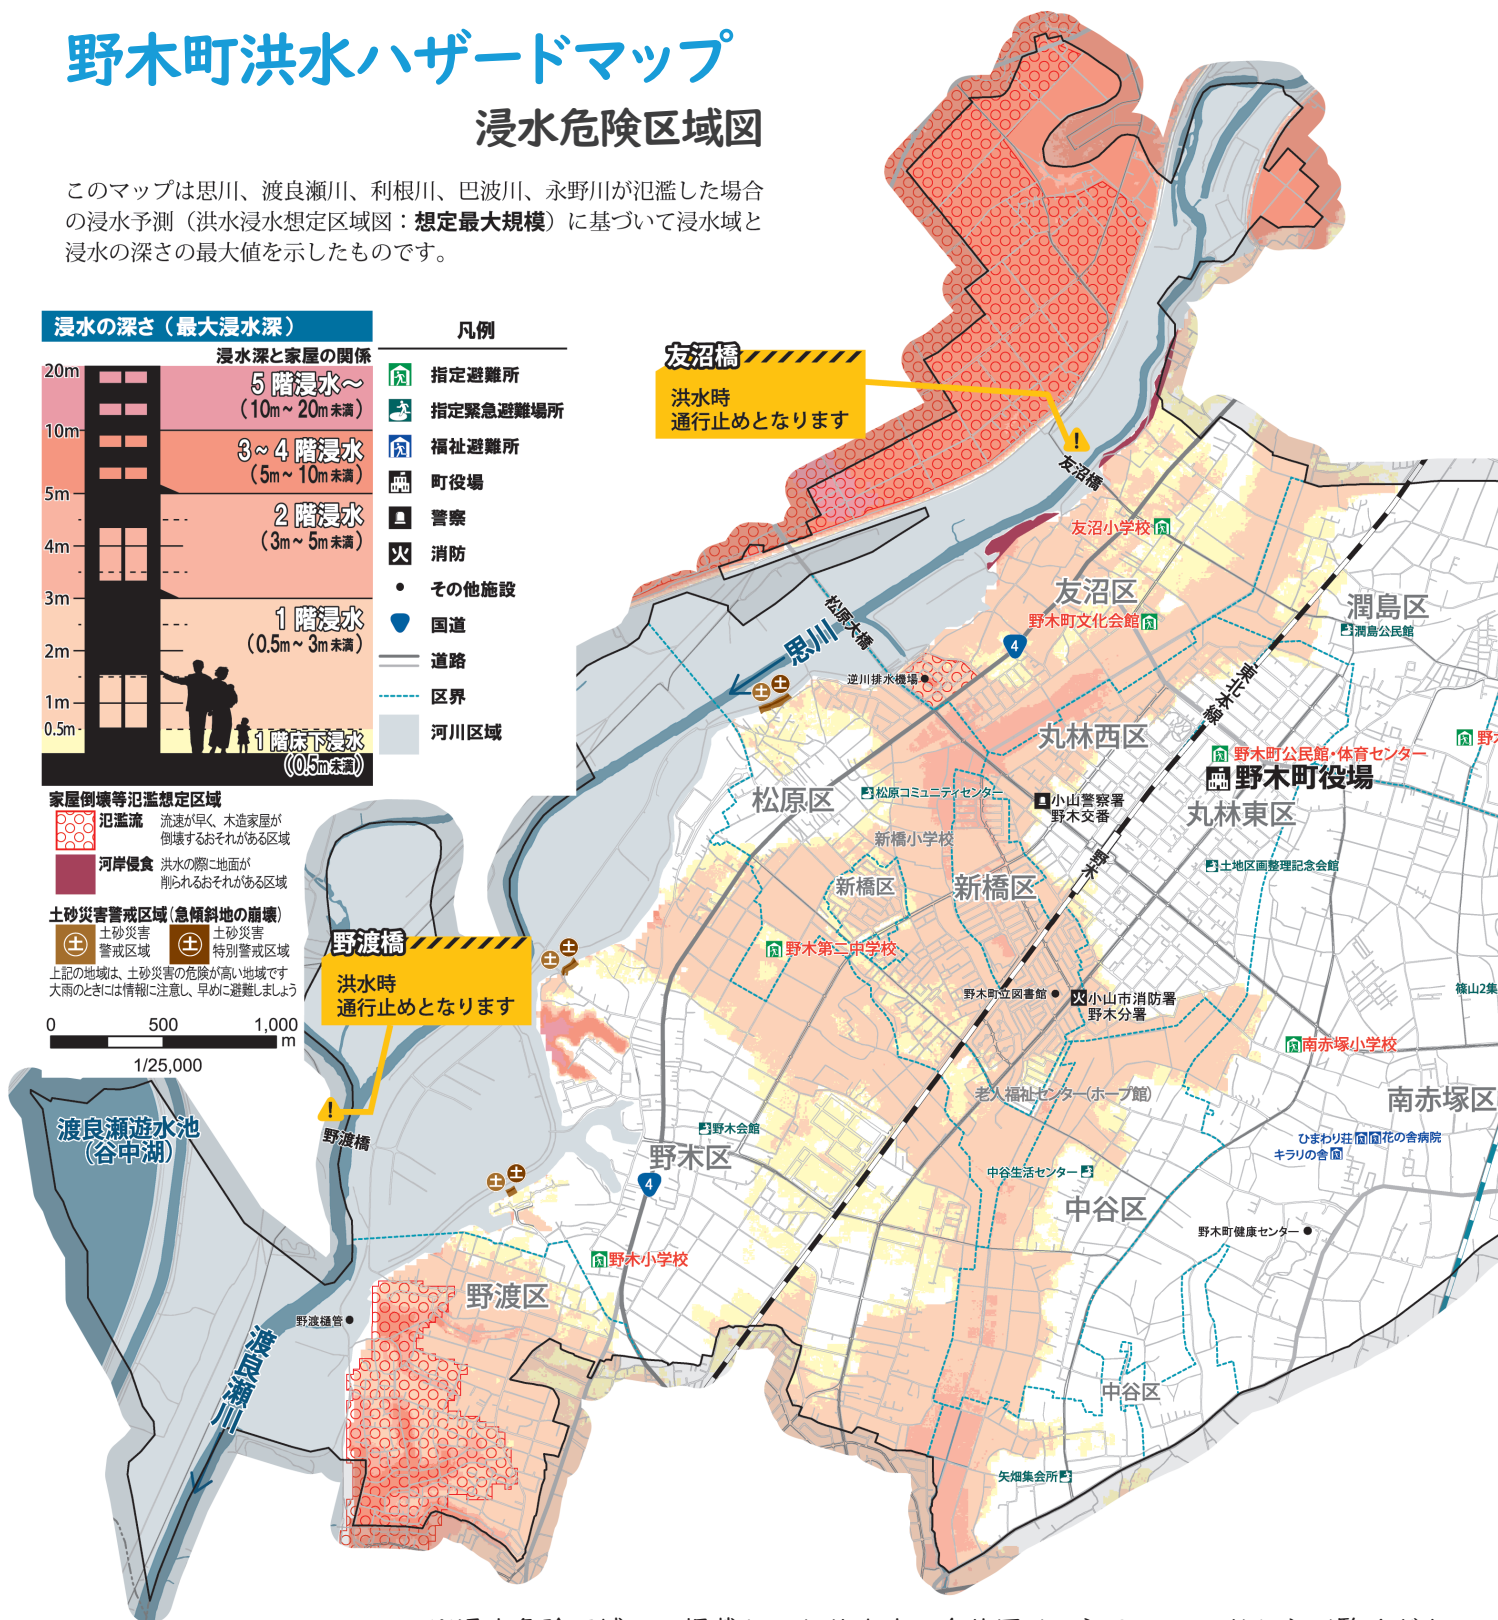 野木町洪水ハザードマップ
浸水危険区域図
このマップは思川、渡良瀬川、利根川、巴波川、永野川が氾濫した場合
の浸水予測（洪水浸水想定区域図：想定最大規模）に基づいて浸水域と
浸水の深さの最大値を示したものです。
浸水の深さ（最大浸水深）
浸水深と家屋の関係
20m
5階浸水～
（10m～20m未満）
10m
3～4階浸水
（5m～10m未満）
5m
2階浸水
（3m～5m未満）
4m
3m
1階浸水
（0.5m～3m未満）
2m
1m
0.5m
1階床下浸水
（0.5m未満）
凡例
指定避難所
指定緊急避難場所
福祉避難所
町役場
警察
火 消防
その他施設
国道
道路
区界
河川区域
家屋倒壊等氾濫想定区域
氾濫流
流速が早く、木造家屋が
倒壊するおそれがある区域
河岸侵食
洪水の際に地面が
削られるおそれがある区域
土砂災害警戒区域（急傾斜地の崩壊）
土 土砂災害
警戒区域
土 土砂災害
特別警戒区域
上記の地域は、土砂災害の危険が高い地域です
大雨のときには情報に注意し、早めに避難しましょう
0 500 1,000
m
1/25,000
友沼橋
洪水時
通行止めとなります
!
友沼橋
友沼小学校
友沼区
野木町文化会館
4
潤島区
潤島公民館
松原大橋
思川
土 土
逆川排水機場
東北本線
丸林西区
野木町公民館・体育センター
野木
野木町役場
丸林東区
松原区
松原コミュニティセンター
小山警察署
野木交番
新橋小学校
野木
土地区画整理記念会館
新橋区
新橋区
野木第二中学校
野渡橋
洪水時
通行止めとなります
土 土
野木町立図書館
火 小山市消防署
野木分署
篠山2集
南赤塚小学校
老人福祉センター（ホープ館）
南赤塚区
!
野渡橋
渡良瀬遊水池
（谷中湖）
野木会館
野木区
4
ひまわり荘
花の舎病院
キラリの舎
中谷生活センター
中谷区
土 土
野木町健康センター
野木小学校
野渡区
野渡樋管
渡良瀬川
中谷区
矢畑集会所